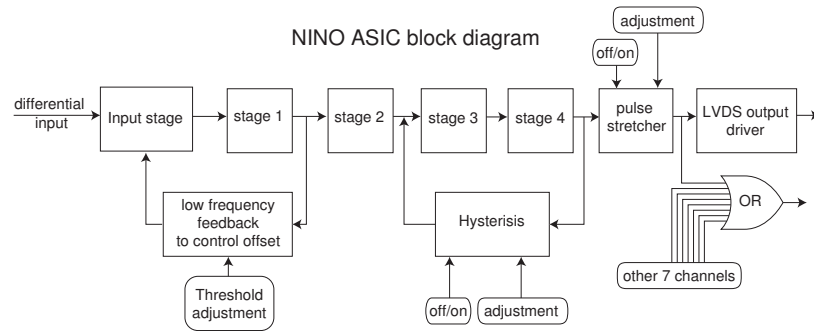 NINO ASIC block diagram
adjustment
off/on
differential
input
Input stage
stage 1
stage 2
stage 3
stage 4
pulse
stretcher
LVDS output
driver
low frequency
feedback
to control offset
Hysterisis
OR
Threshold
adjustment
off/on
adjustment
other 7 channels